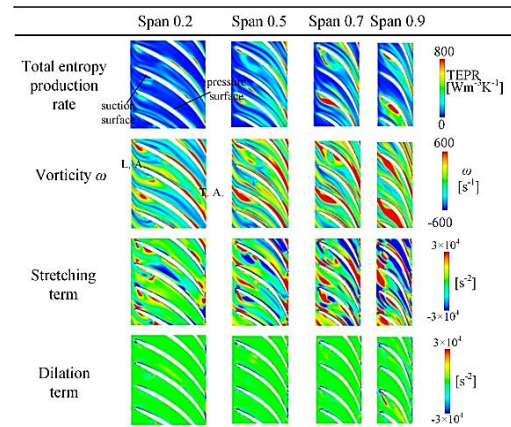 Span 0.2 Span 0.5 Span 0.7 Span 0.9
Total entropy
production
rate
suction
surface
pressure
surface
800
TEPR
[Wm⁻³K⁻¹]
0
Vorticity ω
L. A.
T. A.
600
ω
[s⁻¹]
-600
Stretching
term
3×10⁴
[s⁻²]
-3×10⁴
Dilation
term
3×10⁴
[s⁻²]
-3×10⁴